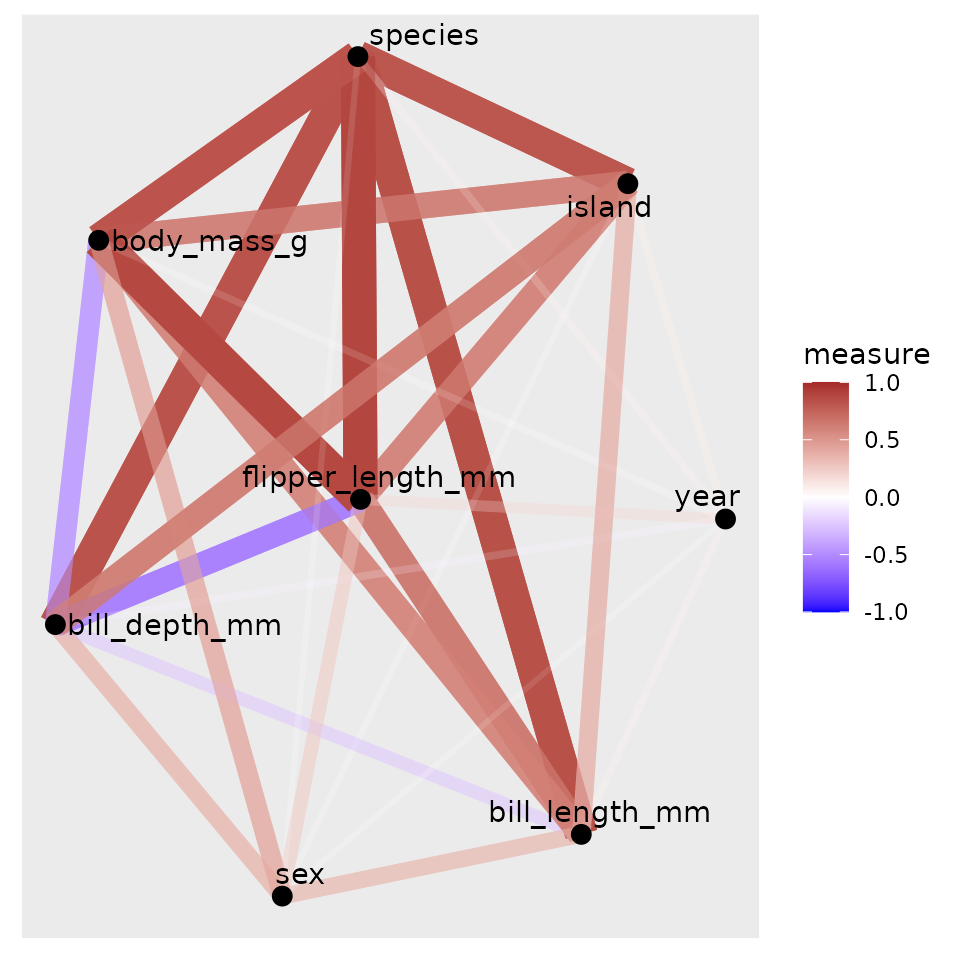 species
island
body_mass_g
flipper_length_mm
year
bill_depth_mm
bill_length_mm
sex
measure
1.0
0.5
0.0
-0.5
-1.0